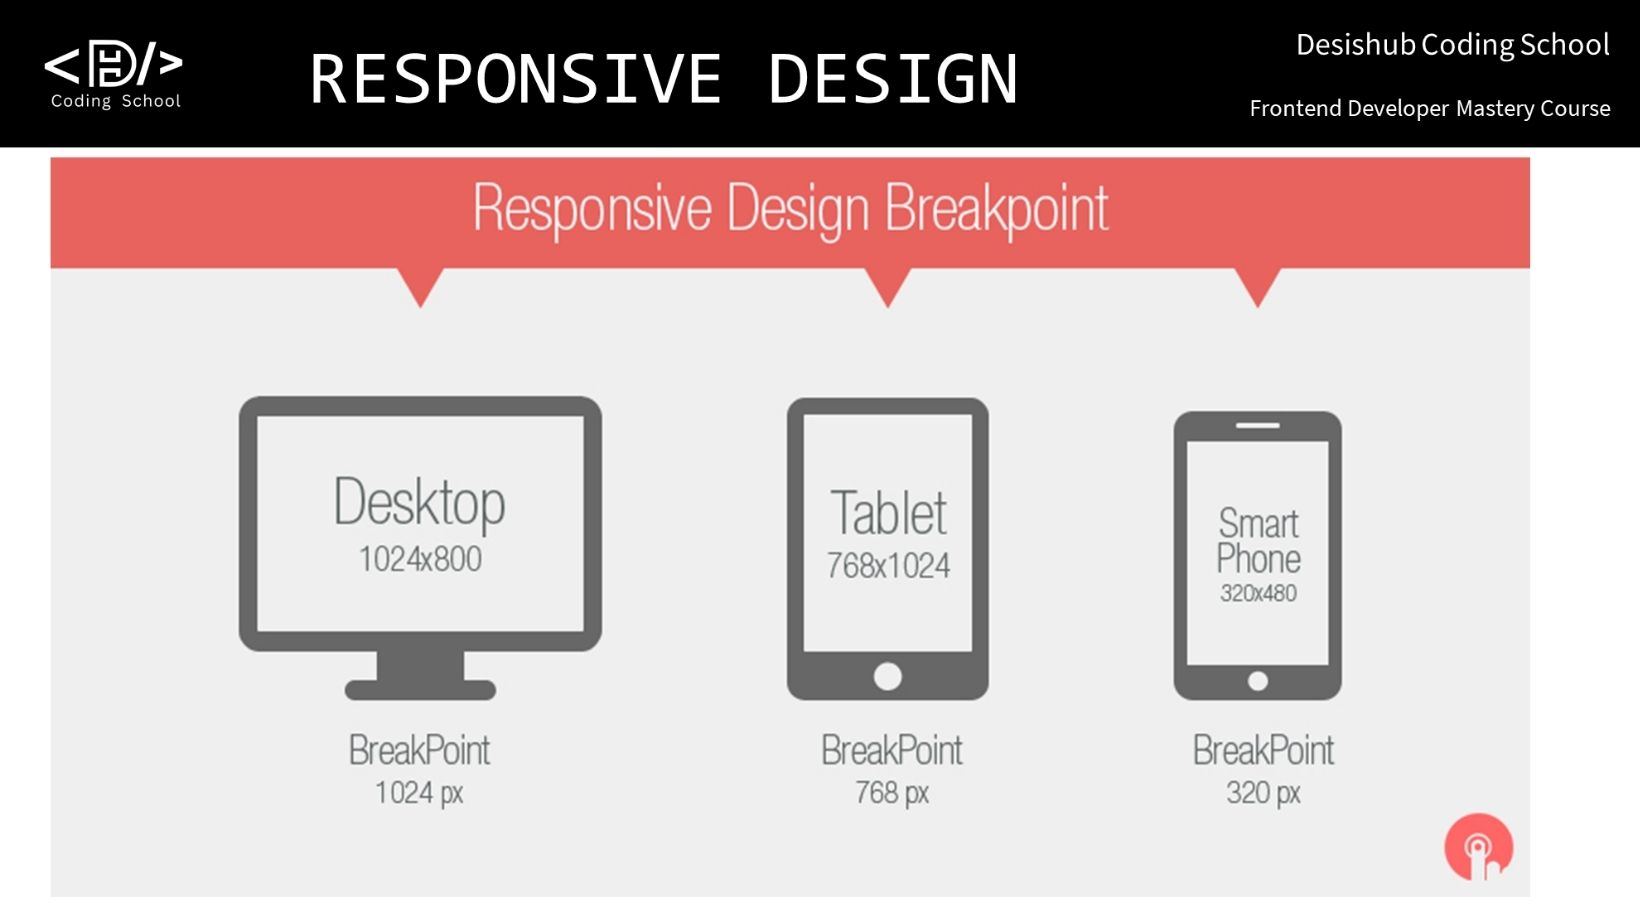 Coding School
RESPONSIVE DESIGN
Desishub Coding School
Frontend Developer Mastery Course
Responsive Design Breakpoint
Desktop
1024x800
Tablet
768x1024
Smart
Phone
320x480
BreakPoint
1024 px
BreakPoint
768 px
BreakPoint
320 px